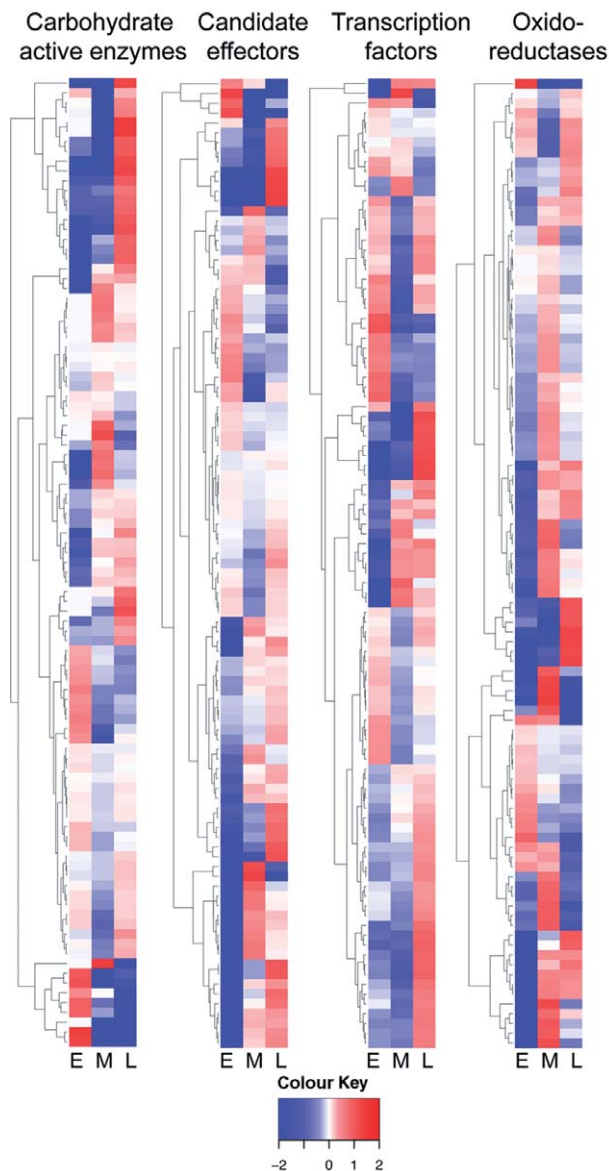 Carbohydrate active enzymes
Candidate effectors
Transcription factors
Oxido-reductases
E M L
E M L
E M L
E M L
Colour Key
-2 0 1 2